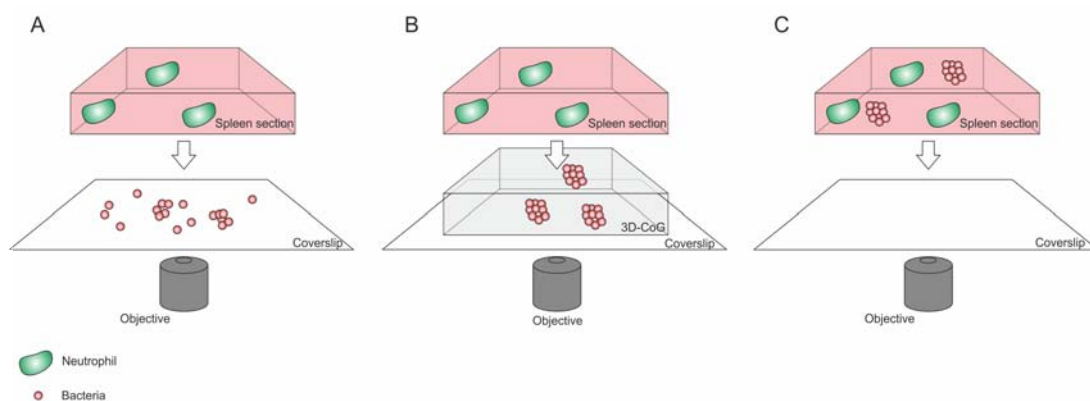 A
B
C
Spleen section
Spleen section
Spleen section
3D-CoG
Coverslip
Coverslip
Coverslip
Objective
Objective
Objective
Neutrophil
Bacteria